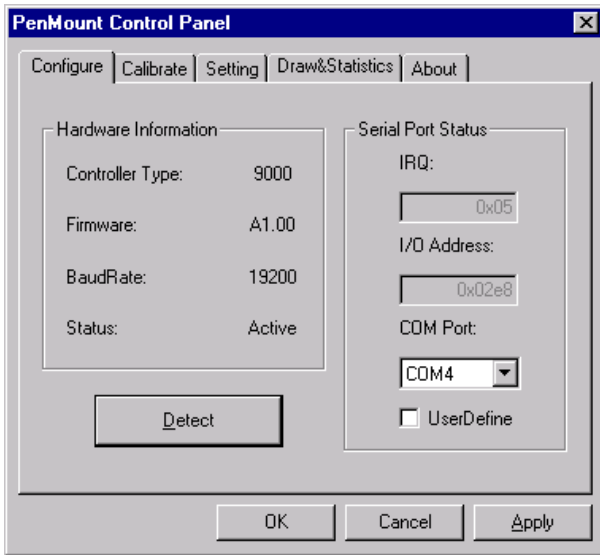 PenMount Control Panel
Configure Calibrate Setting Draw&Statistics About
Hardware Information
Controller Type: 9000
Firmware: A1.00
BaudRate: 19200
Status: Active
Detect
Serial Port Status
IRQ:
0x05
I/O Address:
0x02e8
COM Port:
COM4
UserDefine
OK Cancel Apply